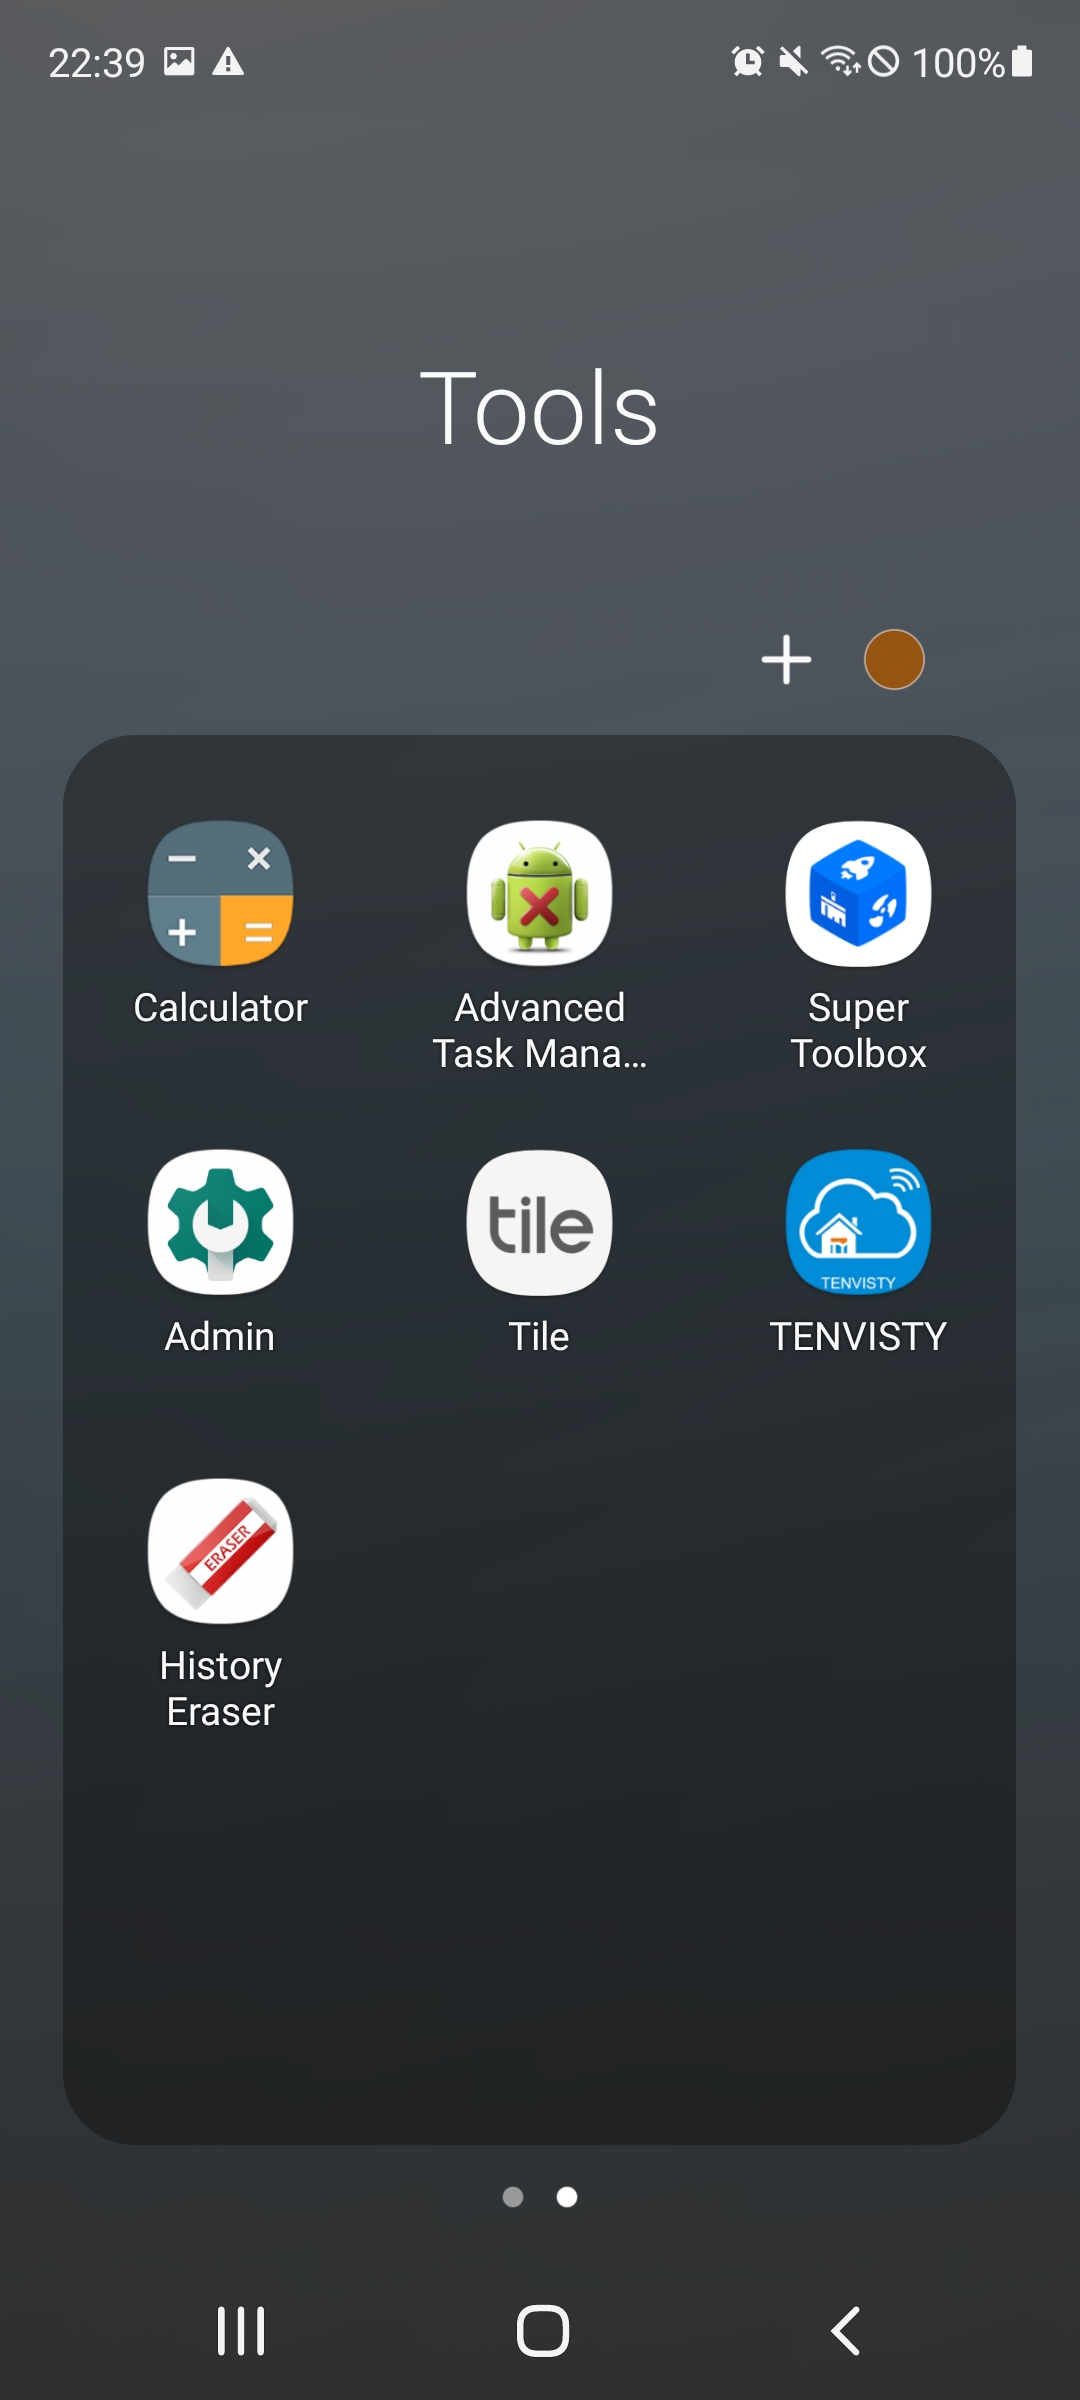 22:39 100%
Tools
Calculator
Advanced
Task Mana...
Super
Toolbox
tile
TENVISTY
Admin
Tile
TENVISTY
ERASER
History
Eraser